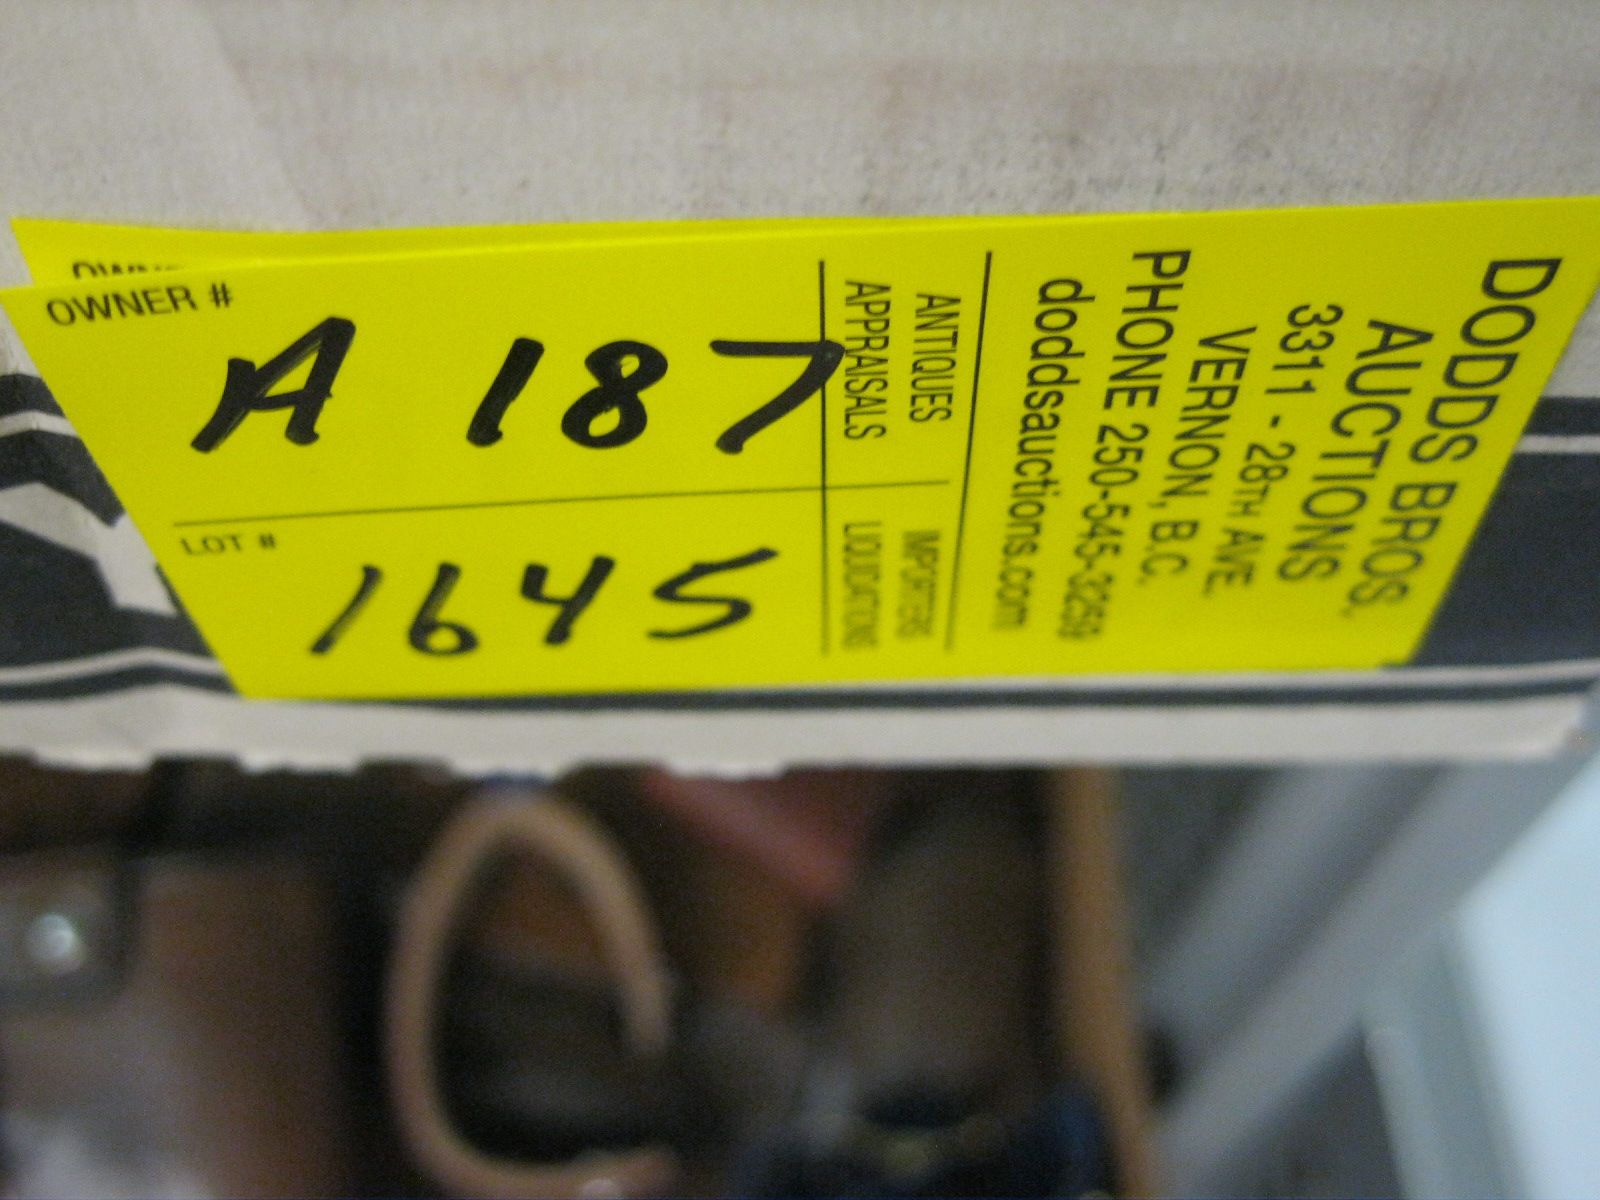 OWNER #
A 187
LOT #
1645
ANTIQUES
APPRAISALS
IMPORTERS
LIQUIDATIONS
DODDS BROS.
AUCTIONS
3311 - 28TH AVE.
VERNON, B.C.
PHONE 250-545-3259
doddsauctions.com